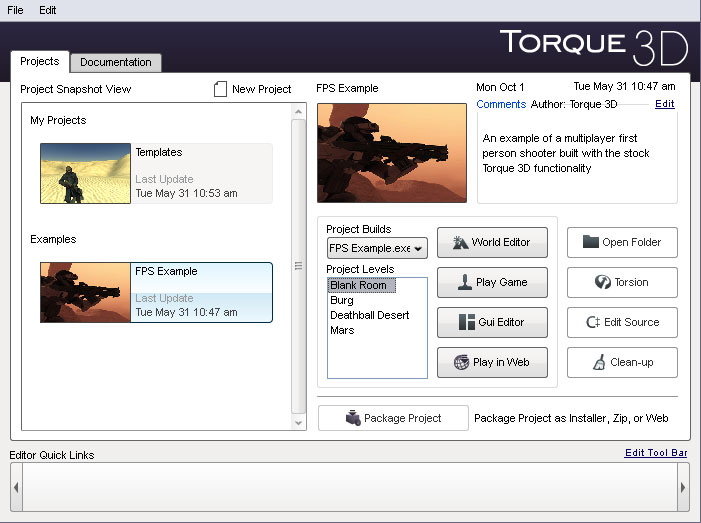 File Edit
TORQUE 3D
Projects Documentation
Project Snapshot View
New Project
My Projects
Templates
Last Update
Tue May 31 10:53 am
Examples
FPS Example
Last Update
Tue May 31 10:47 am
FPS Example
Mon Oct 1
Tue May 31 10:47 am
Comments Author: Torque 3D Edit
An example of a multiplayer first
person shooter built with the stock
Torque 3D functionality
Project Builds
FPS Example.exe
Project Levels
Blank Room
Burg
Deathball Desert
Mars
World Editor
Play Game
Gui Editor
Play in Web
Open Folder
Torsion
Edit Source
Clean-up
Package Project
Package Project as Installer, Zip, or Web
Editor Quick Links
Edit Tool Bar